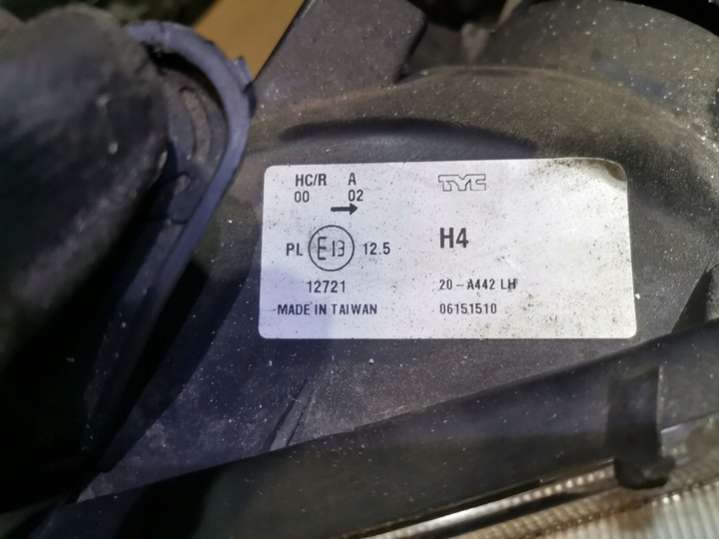 HC/R A
00 02
TYC
PL E13 12.5
H4
12721
20-A442 LH
MADE IN TAIWAN
06151510